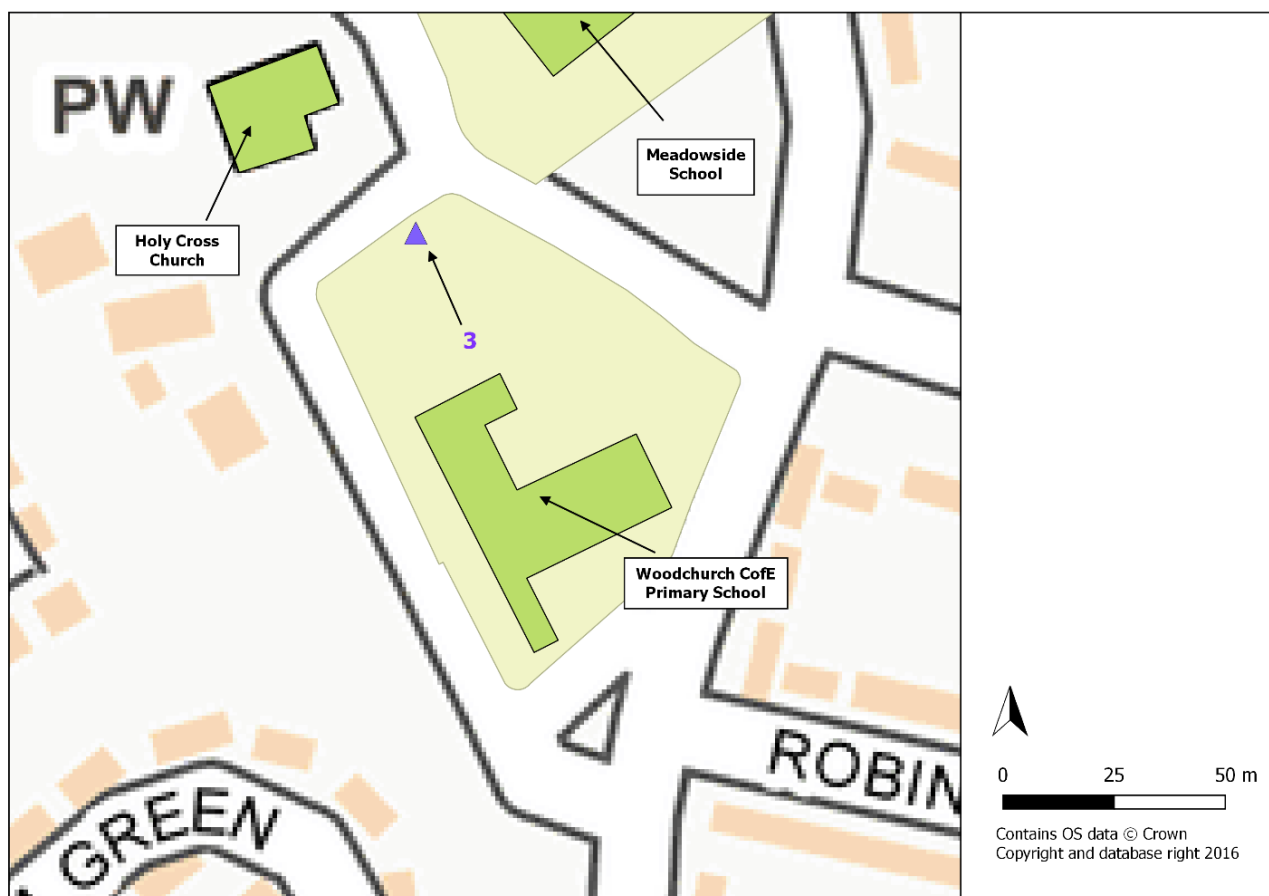 PW
Meadowside
School
Holy Cross
Church
3
Woodchurch CofE
Primary School
ROBIN
GREEN
0 25 50 m
Contains OS data © Crown
Copyright and database right 2016